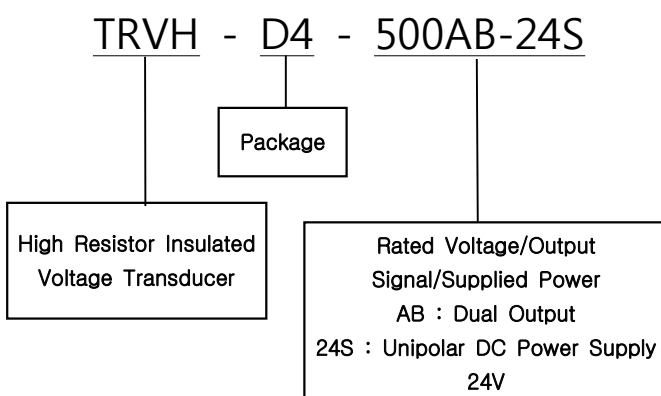 TRVH - D4 - 500AB-24S
Package
High Resistor Insulated
Voltage Transducer
Rated Voltage/Output
Signal/Supplied Power
AB : Dual Output
24S : Unipolar DC Power Supply
24V